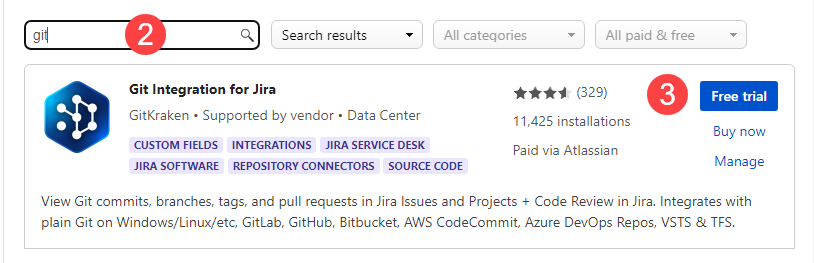 git 2 Search results All categories All paid & free
Git Integration for Jira (329) 3 Free trial
GitKraken • Supported by vendor • Data Center 11,425 installations Buy now
CUSTOM FIELDS INTEGRATIONS JIRA SERVICE DESK Paid via Atlassian Manage
JIRA SOFTWARE REPOSITORY CONNECTORS SOURCE CODE
View Git commits, branches, tags, and pull requests in Jira Issues and Projects + Code Review in Jira. Integrates with
plain Git on Windows/Linux/etc, GitLab, GitHub, Bitbucket, AWS CodeCommit, Azure DevOps Repos, VSTS & TFS.